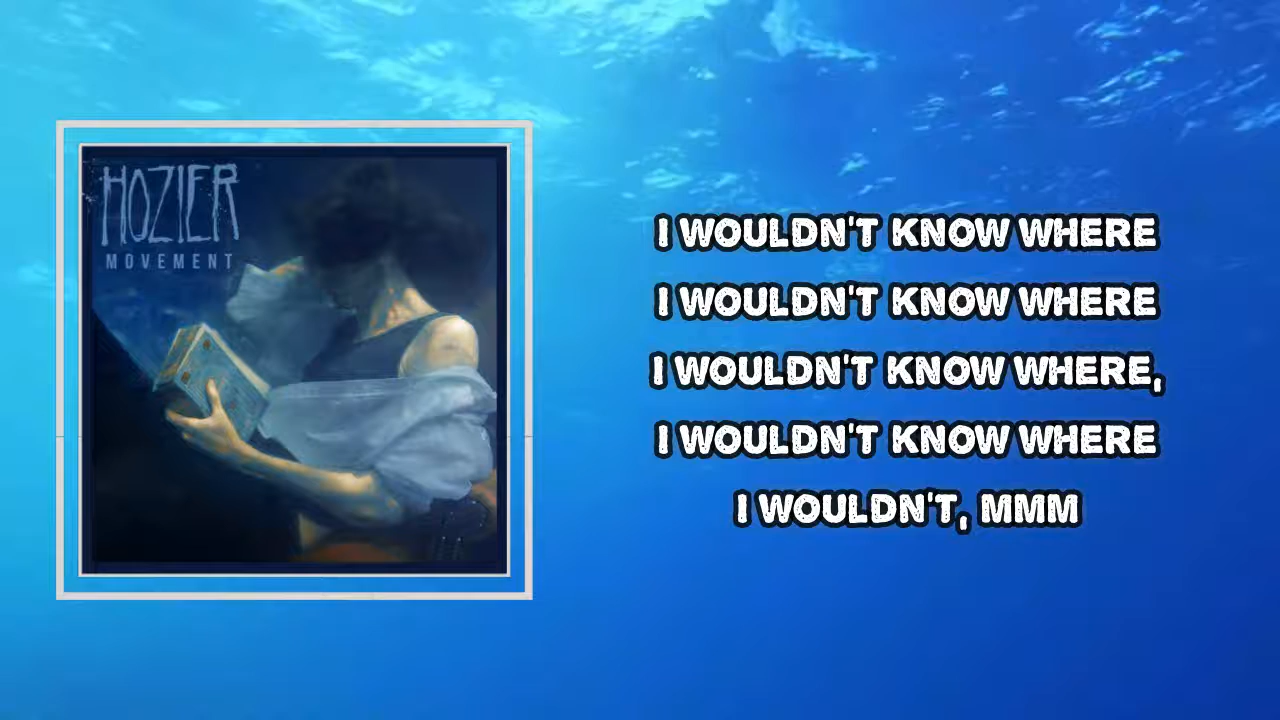 HOZIER
MOVEMENT
I WOULDN'T KNOW WHERE
I WOULDN'T KNOW WHERE
I WOULDN'T KNOW WHERE,
I WOULDN'T KNOW WHERE
I WOULDN'T, MMM